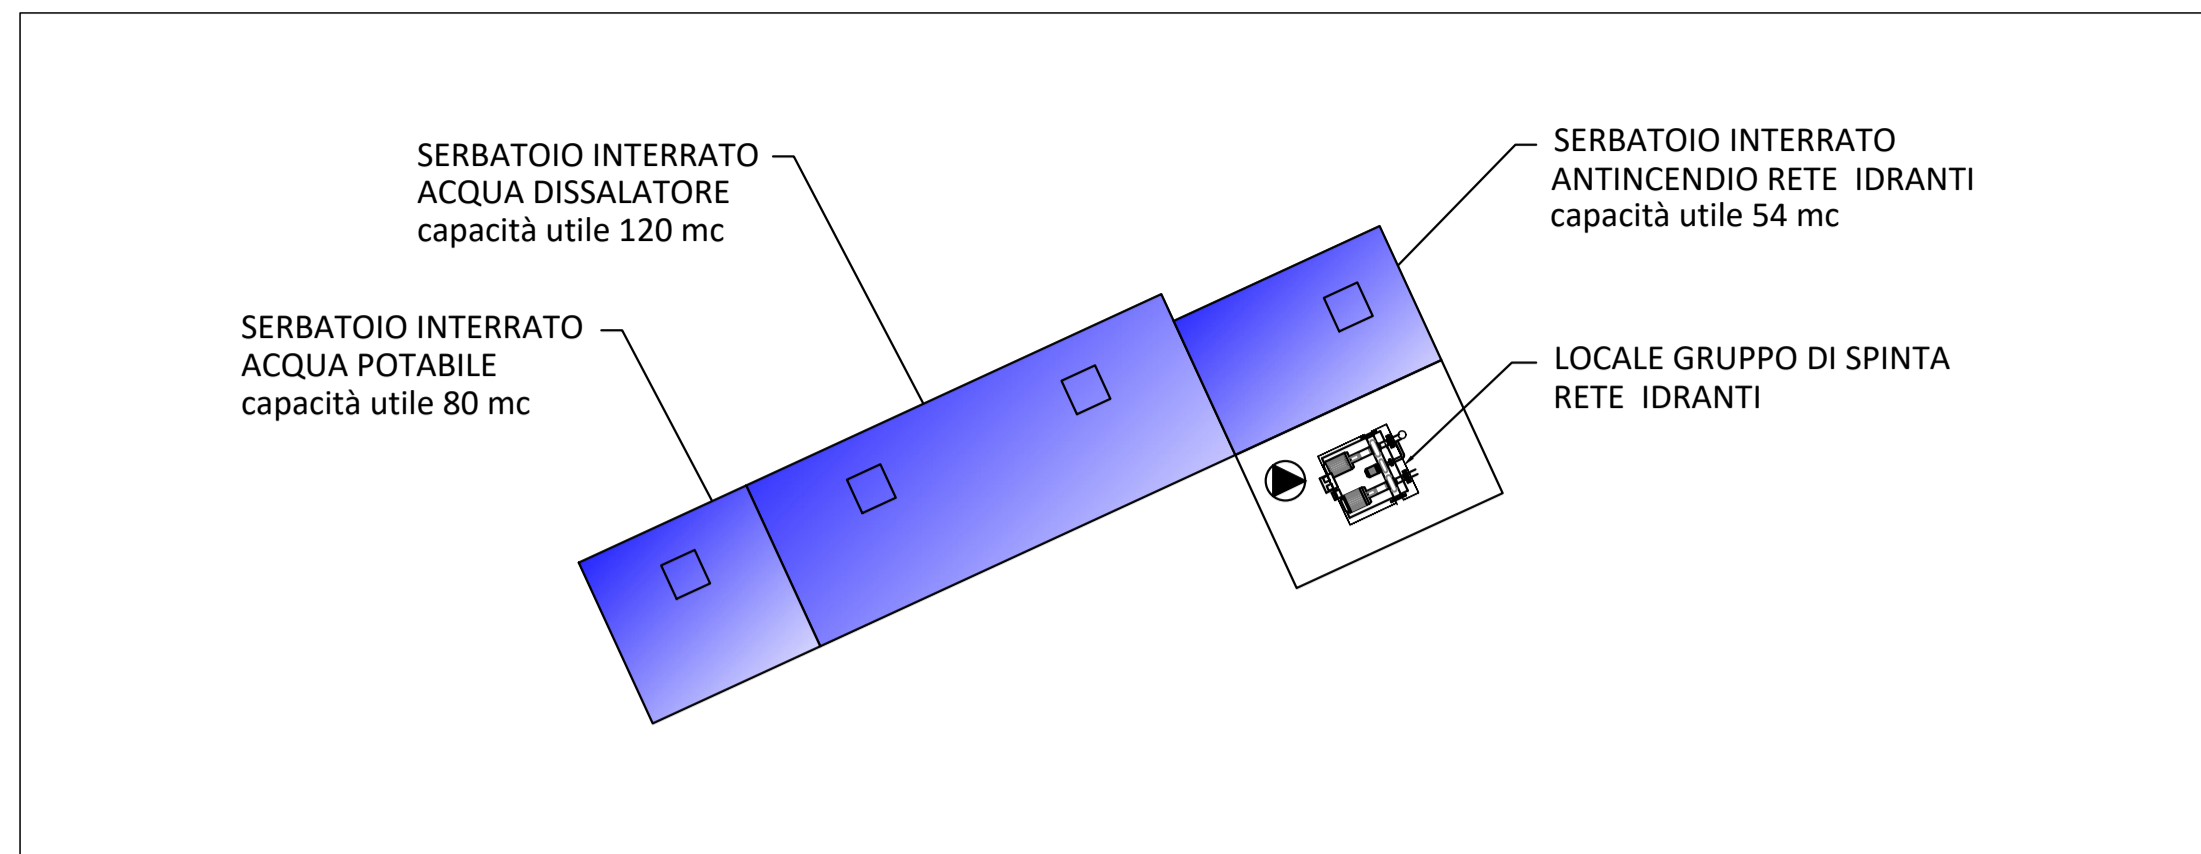 SERBATOIO INTERRATO
ACQUA DISSALATORE
capacità utile 120 mc
SERBATOIO INTERRATO
ANTINCENDIO RETE  IDRANTI
capacità utile 54 mc
SERBATOIO INTERRATO
ACQUA POTABILE
capacità utile 80 mc
LOCALE GRUPPO DI SPINTA
RETE  IDRANTI